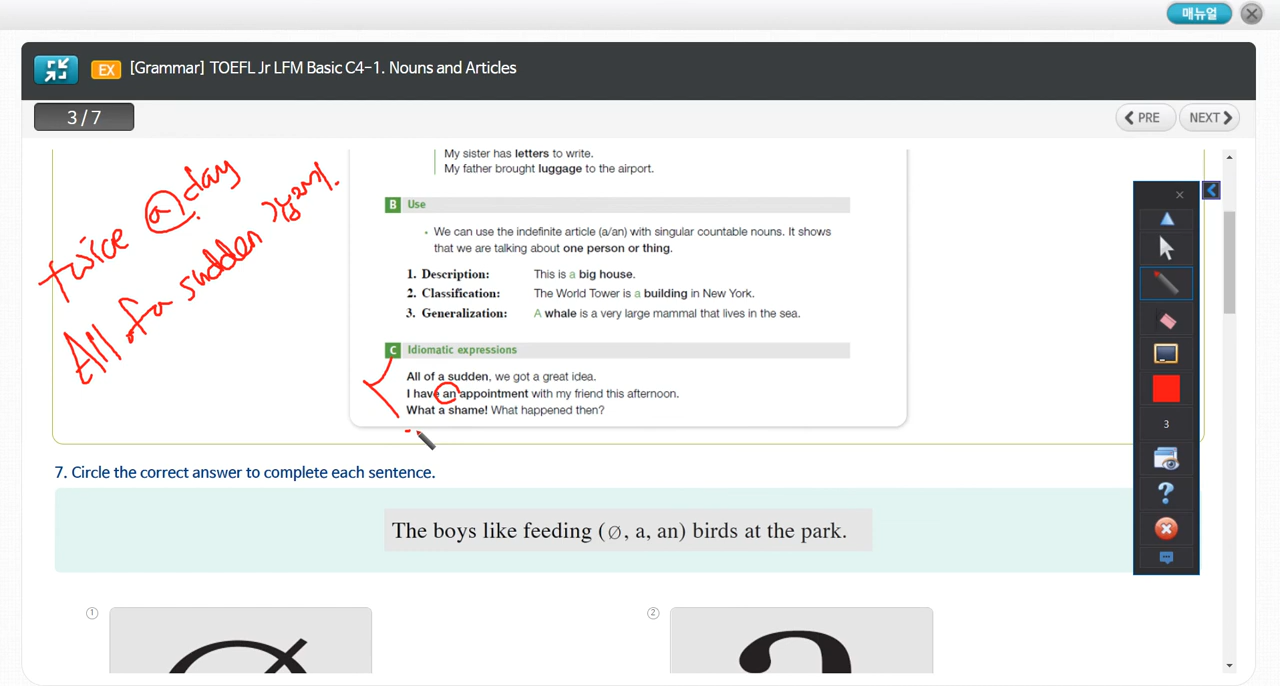 매뉴얼
EX [Grammar] TOEFL Jr LFM Basic C4-1. Nouns and Articles
3 / 7
PRE NEXT
My sister has letters to write.
My father brought luggage to the airport.
twice a day
All of a sudden 갑자기.
B Use
• We can use the indefinite article (a/an) with singular countable nouns. It shows
that we are talking about one person or thing.
1. Description: This is a big house.
2. Classification: The World Tower is a building in New York.
3. Generalization: A whale is a very large mammal that lives in the sea.
C Idiomatic expressions
All of a sudden, we got a great idea.
I have an appointment with my friend this afternoon.
What a shame! What happened then?
3
7. Circle the correct answer to complete each sentence.
The boys like feeding (∅, a, an) birds at the park.
①
②